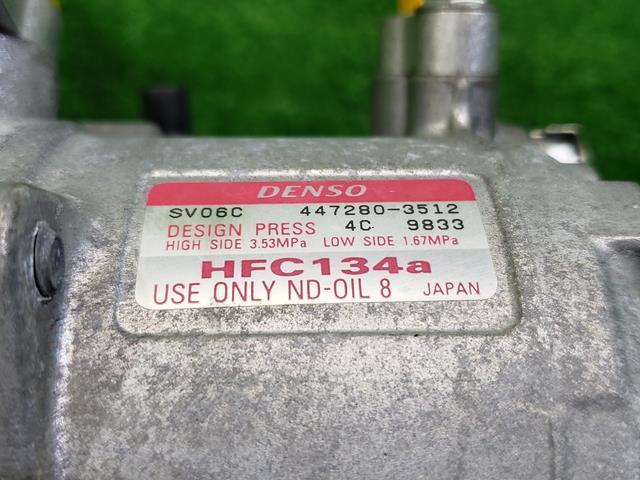 DENSO
SV06C 447280-3512
DESIGN PRESS 4C 9833
HIGH SIDE 3.53MPa LOW SIDE 1.67MPa
HFC134a
USE ONLY ND-OIL 8 JAPAN